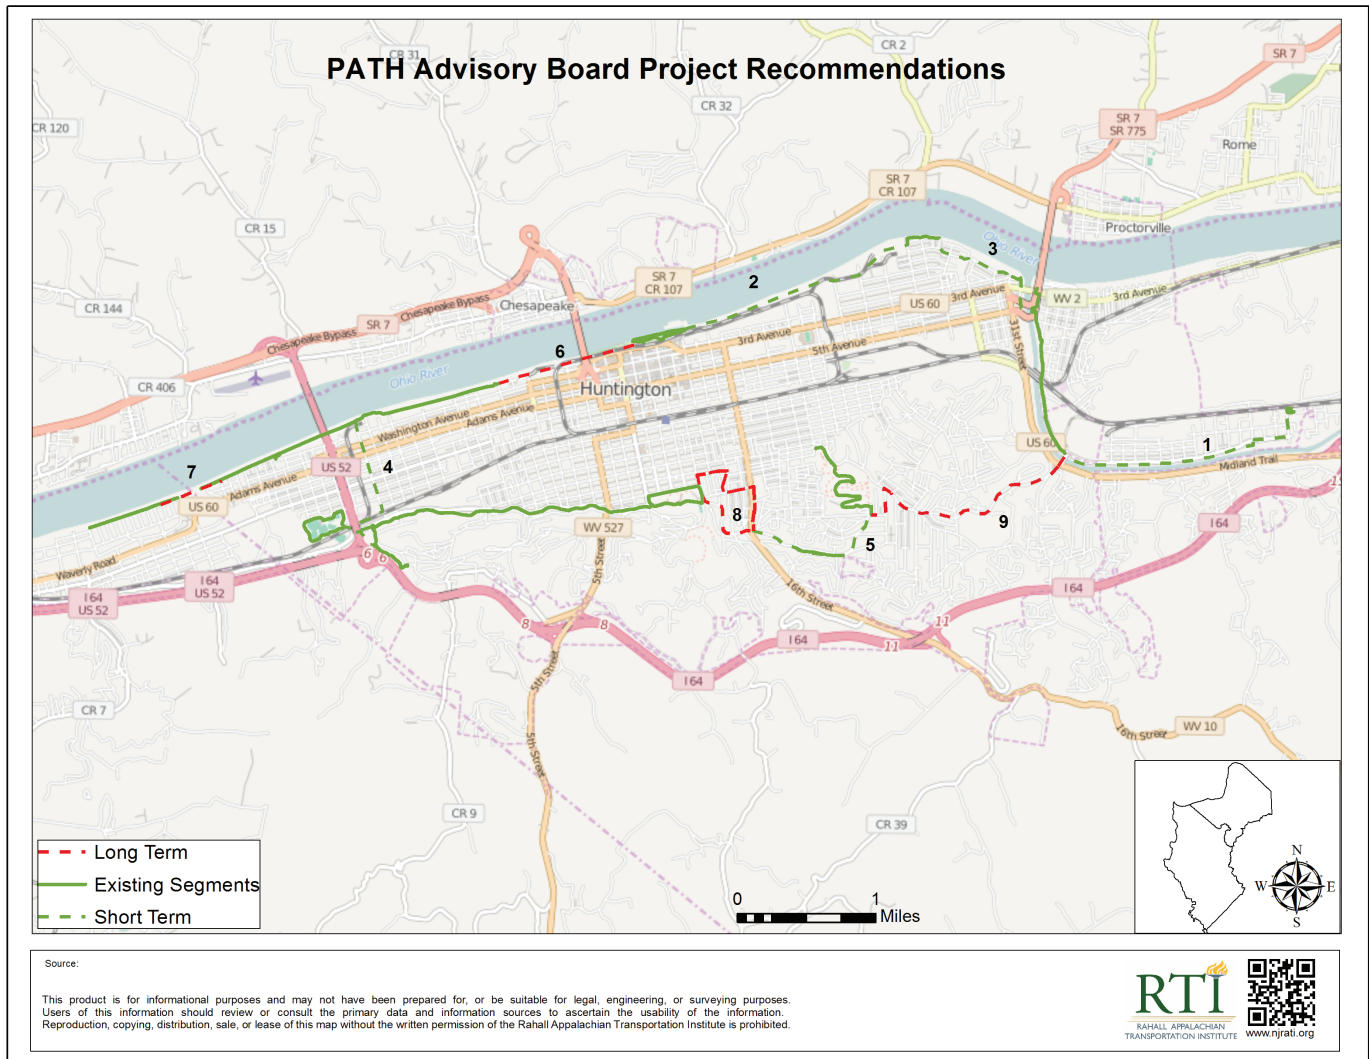 PATH Advisory Board Project Recommendations
CR 31
CR 2
SR 7
CR 32
CR 120
SR 7
SR 775
Rome
SR 7
CR 107
CR 15
Proctorville
Ohio River
3
2
SR 7
CR 107
Chesapeake
Chesapeake Bypass
SR 7
Chesapeake Bypass
CR 144
US 60
3rd Avenue
WV 2
3rd Avenue
31st Street
3rd Avenue
5th Avenue
6
CR 406
Ohio River
Huntington
Washington Avenue
Adams Avenue
US 60
1
Midland Trail
US 52
4
7
Adams Avenue
US 60
8
WV 527
9
5
I 64
Waverly Road
6
6
I 64
US 52
I 64
US 52
5th Street
16th Street
I 64
8
8
11
11
I 64
I 64
5th Street
CR 7
16th Street
WV 10
5th Street
CR 9
CR 39
Long Term
Existing Segments
Short Term
0
1
Miles
N
W
E
S
Source:
This product is for informational purposes and may not have been prepared for, or be suitable for legal, engineering, or surveying purposes.
Users of this information should review or consult the primary data and information sources to ascertain the usability of the information.
Reproduction, copying, distribution, sale, or lease of this map without the written permission of the Rahall Appalachian Transportation Institute is prohibited.
RTI
RAHALL APPALACHIAN
TRANSPORTATION INSTITUTE
www.njrati.org